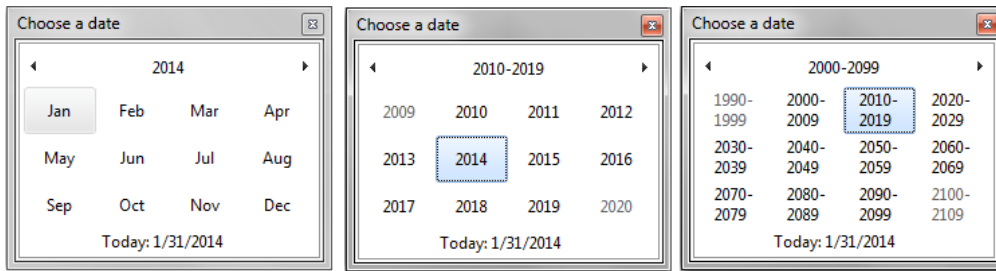 Choose a date
2014
Jan Feb Mar Apr
May Jun Jul Aug
Sep Oct Nov Dec
Today: 1/31/2014
Choose a date
2010-2019
2009 2010 2011 2012
2013 2014 2015 2016
2017 2018 2019 2020
Today: 1/31/2014
Choose a date
2000-2099
1990- 2000- 2010- 2020-
1999 2009 2019 2029
2030- 2040- 2050- 2060-
2039 2049 2059 2069
2070- 2080- 2090- 2100-
2079 2089 2099 2109
Today: 1/31/2014